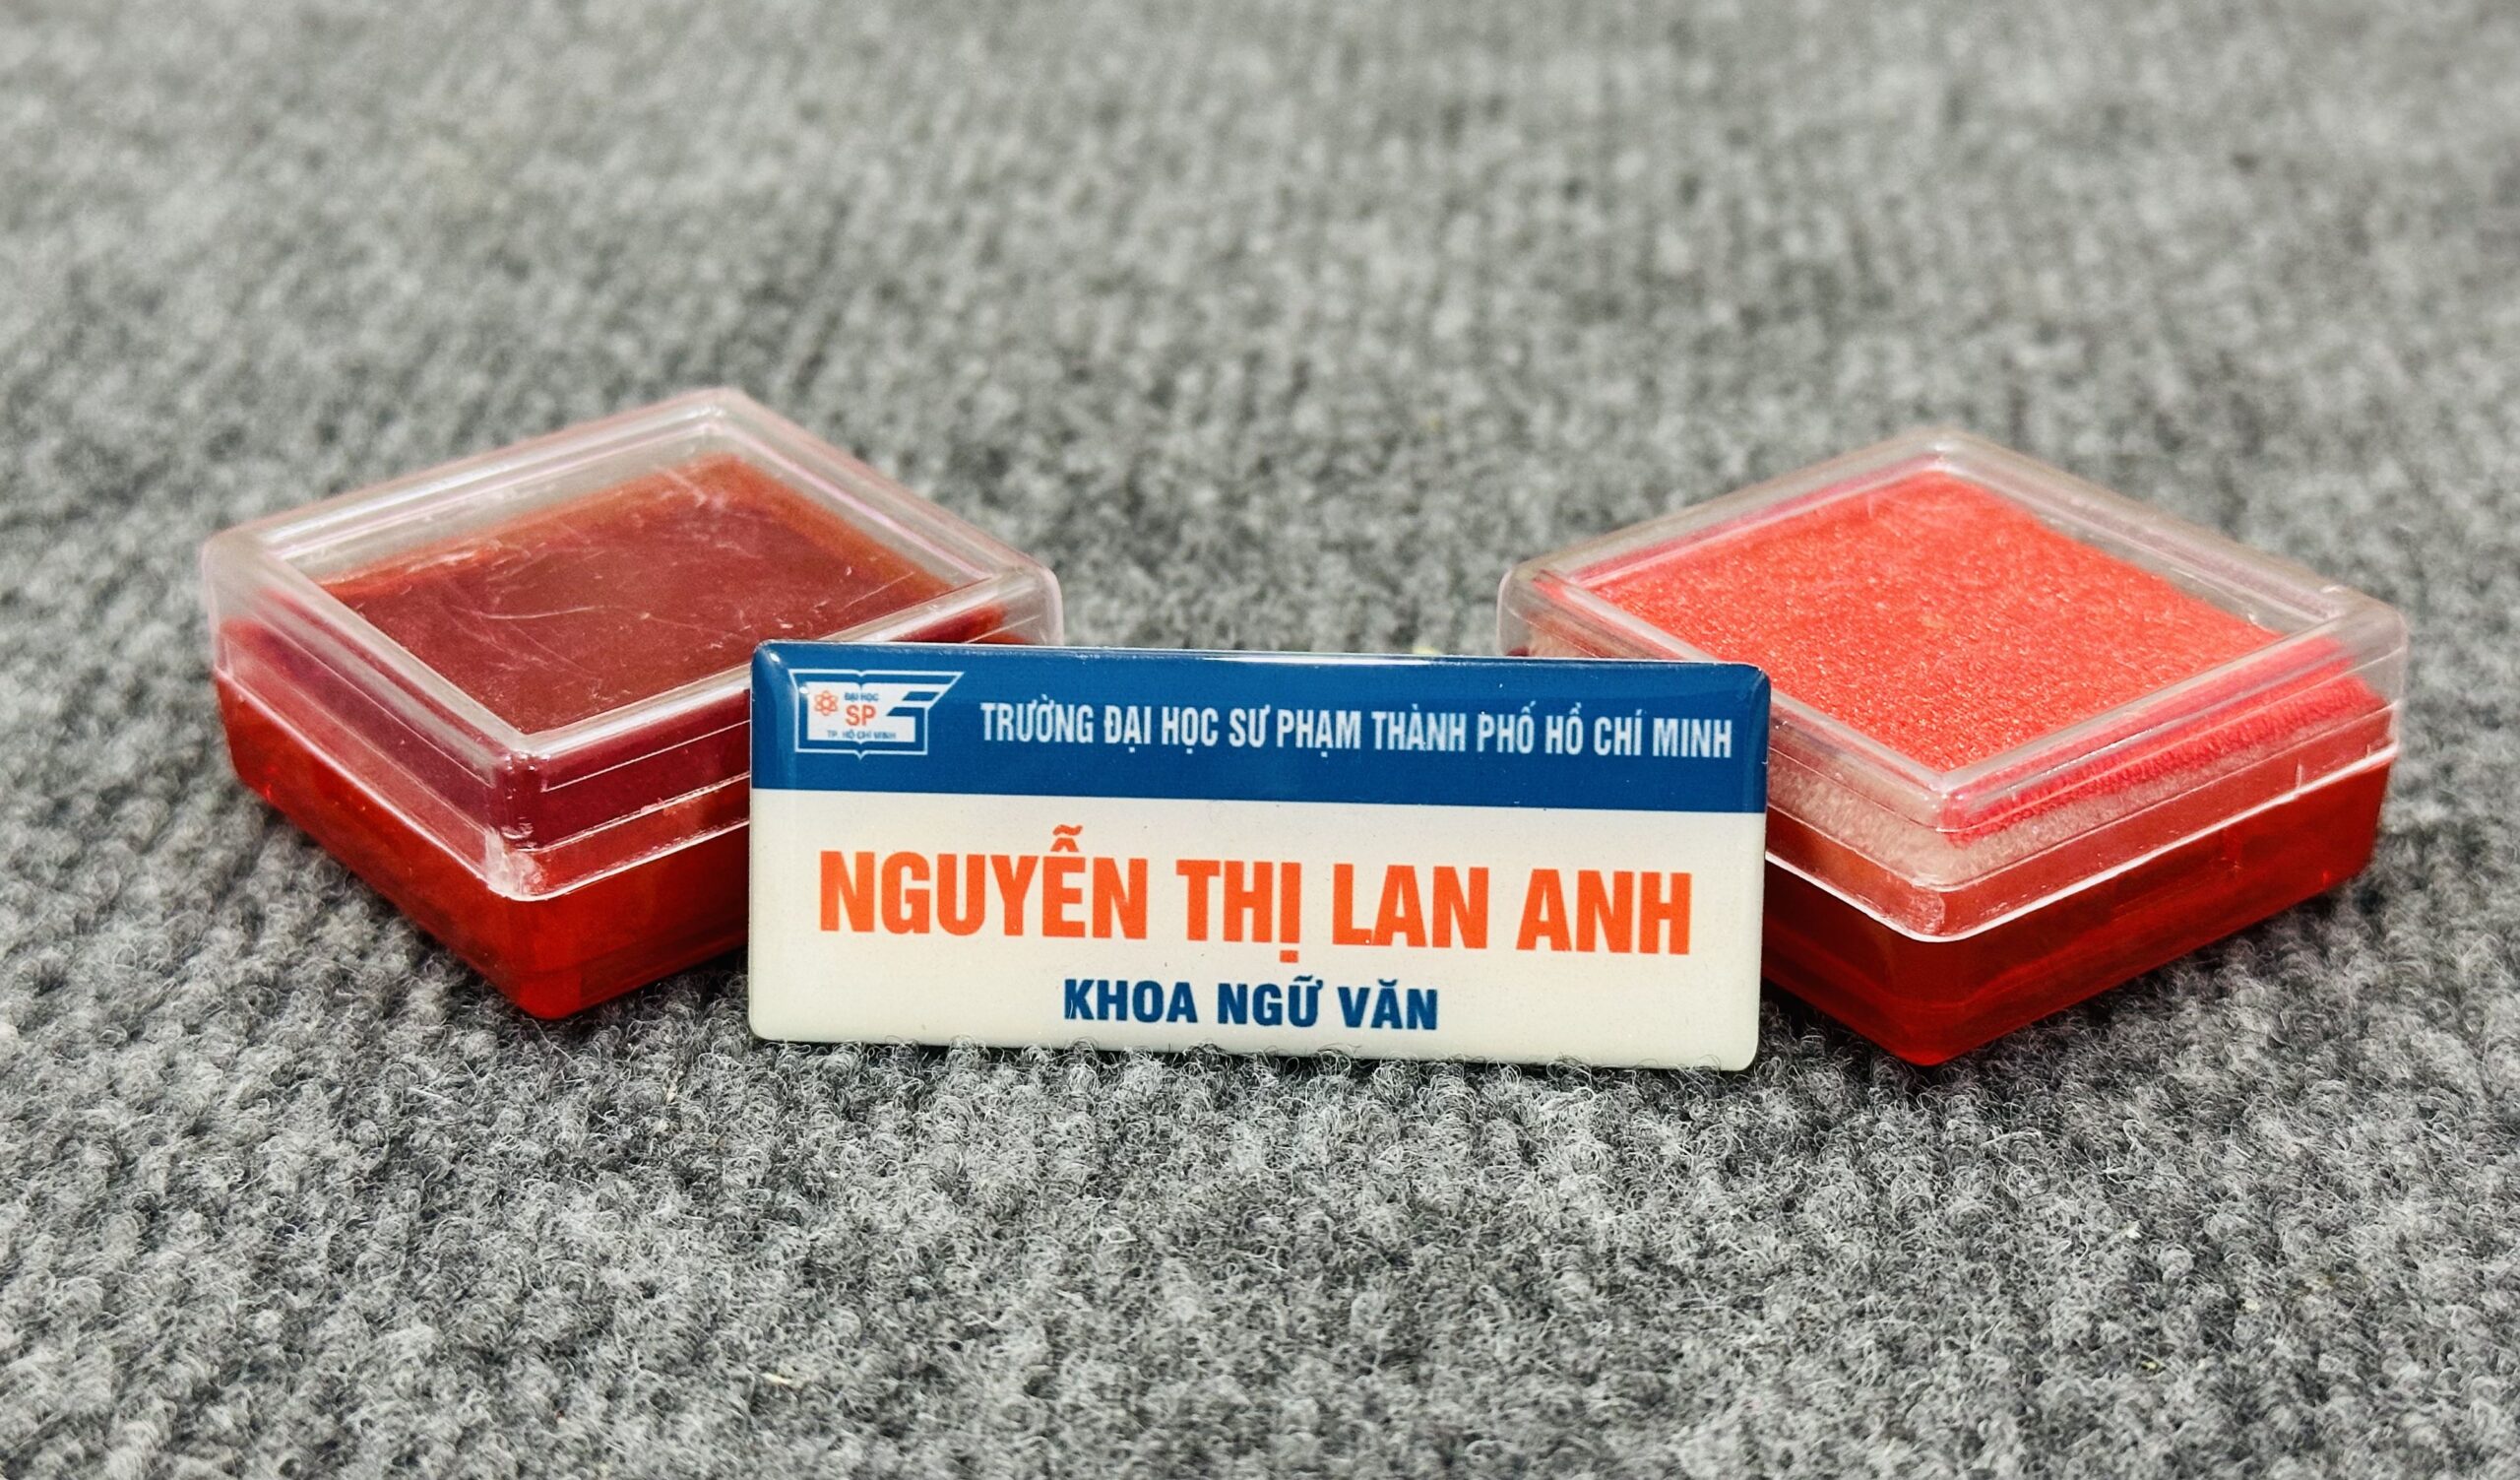 ĐẠI HỌC
SP
TP. HỒ CHÍ MINH
TRƯỜNG ĐẠI HỌC SƯ PHẠM THÀNH PHỐ HỒ CHÍ MINH
NGUYỄN THỊ LAN ANH
KHOA NGỮ VĂN